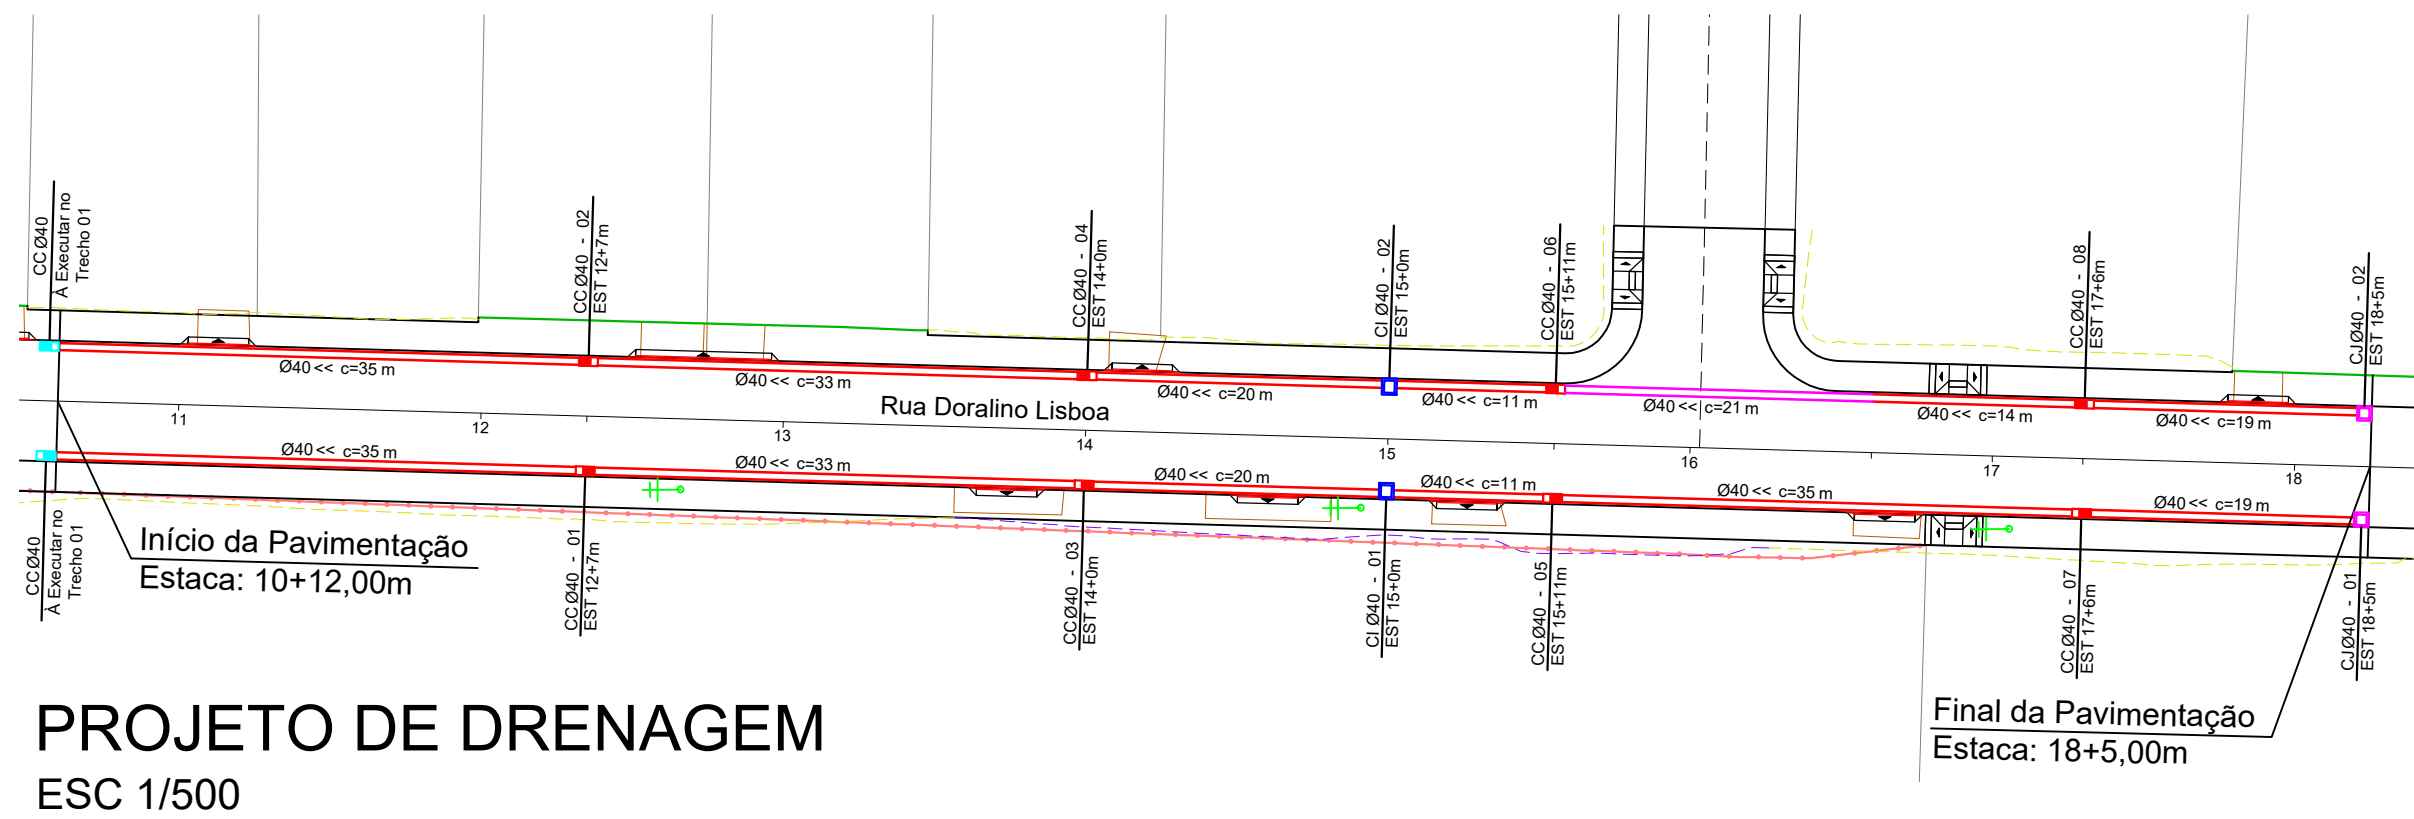 CC Ø40
À Executar no
Trecho 01
CC Ø40 - 02
EST 12+7m
CC Ø40 - 04
EST 14+0m
CI Ø40 - 02
EST 15+0m
CC Ø40 - 06
EST 15+11m
CC Ø40 - 08
EST 17+6m
CJ Ø40 - 02
EST 18+5m
Ø40 << c=35 m
Ø40 << c=33 m
Ø40 << c=20 m
Ø40 << c=11 m
Ø40 << c=21 m
Ø40 << c=14 m
Ø40 << c=19 m
Rua Doralino Lisboa
11
12
13
14
15
16
17
18
Ø40 << c=35 m
Ø40 << c=33 m
Ø40 << c=20 m
Ø40 << c=11 m
Ø40 << c=35 m
Ø40 << c=19 m
CC Ø40
À Executar no
Trecho 01
Início da Pavimentação
Estaca: 10+12,00m
CC Ø40 - 01
EST 12+7m
CC Ø40 - 03
EST 14+0m
CI Ø40 - 01
EST 15+0m
CC Ø40 - 05
EST 15+11m
CC Ø40 - 07
EST 17+6m
CJ Ø40 - 01
EST 18+5m
Final da Pavimentação
Estaca: 18+5,00m
PROJETO DE DRENAGEM
ESC 1/500